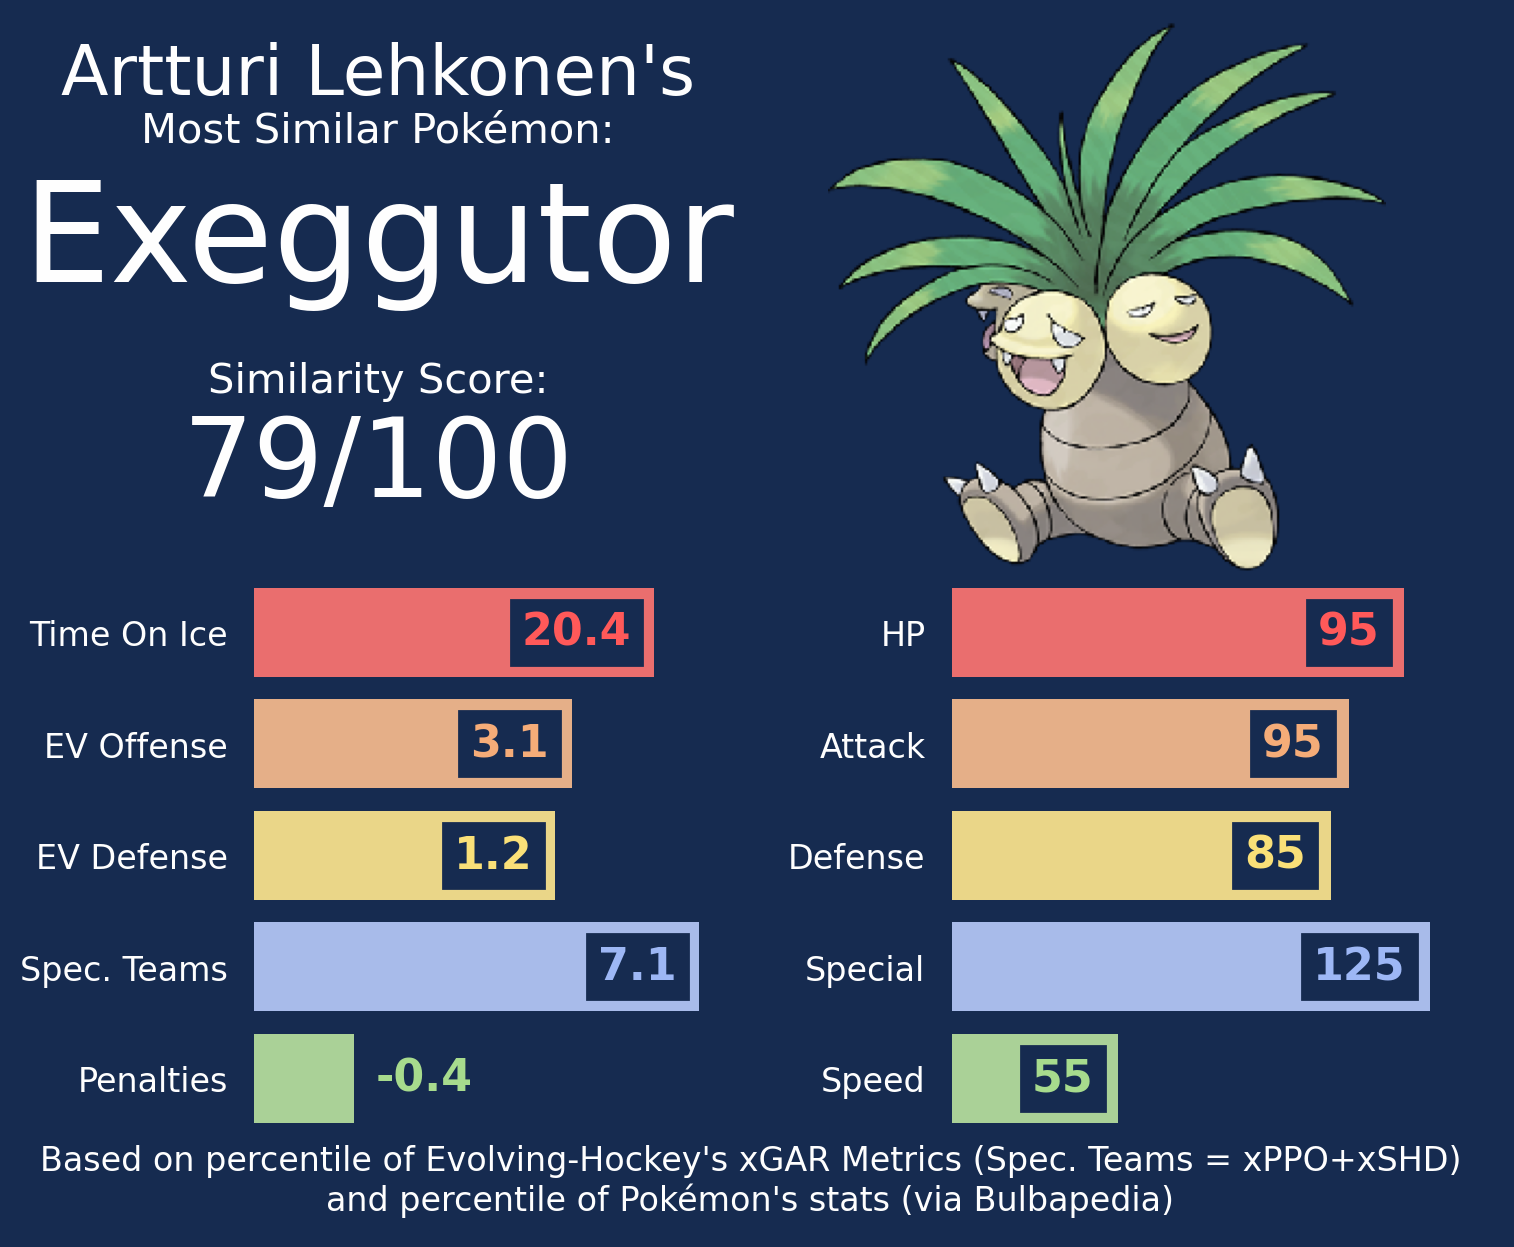 Artturi Lehkonen's
Most Similar Pokémon:
Exeggutor
Similarity Score:
79/100
Time On Ice 20.4
EV Offense 3.1
EV Defense 1.2
Spec. Teams 7.1
Penalties -0.4
HP 95
Attack 95
Defense 85
Special 125
Speed 55
Based on percentile of Evolving-Hockey's xGAR Metrics (Spec. Teams = xPPO+xSHD)
and percentile of Pokémon's stats (via Bulbapedia)